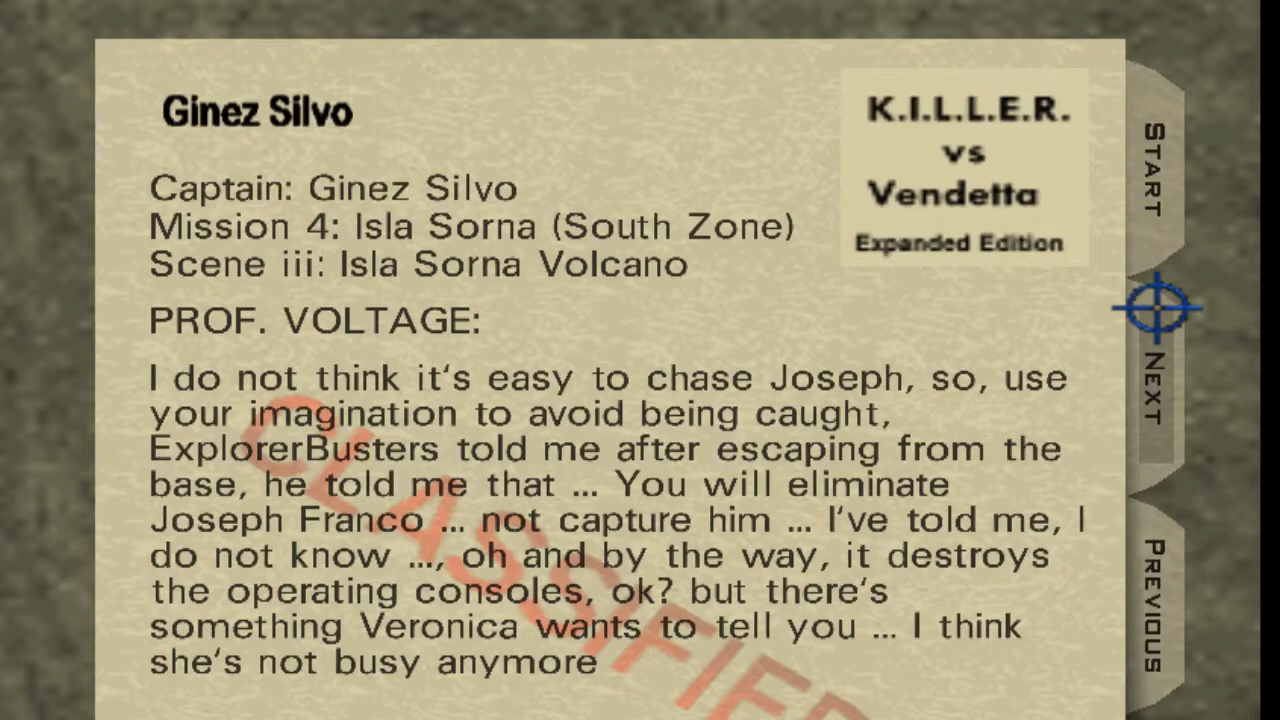 Ginez Silvo
K.I.L.L.E.R.
vs
Vendetta
Expanded Edition
Captain: Ginez Silvo
Mission 4: Isla Sorna (South Zone)
Scene iii: Isla Sorna Volcano
PROF. VOLTAGE:
I do not think it's easy to chase Joseph, so, use
your imagination to avoid being caught,
ExplorerBusters told me after escaping from the
base, he told me that ... You will eliminate
Joseph Franco ... not capture him ... I've told me, I
do not know ..., oh and by the way, it destroys
the operating consoles, ok? but there's
something Veronica wants to tell you ... I think
she's not busy anymore
CLASSIFIED
START
NEXT
PREVIOUS